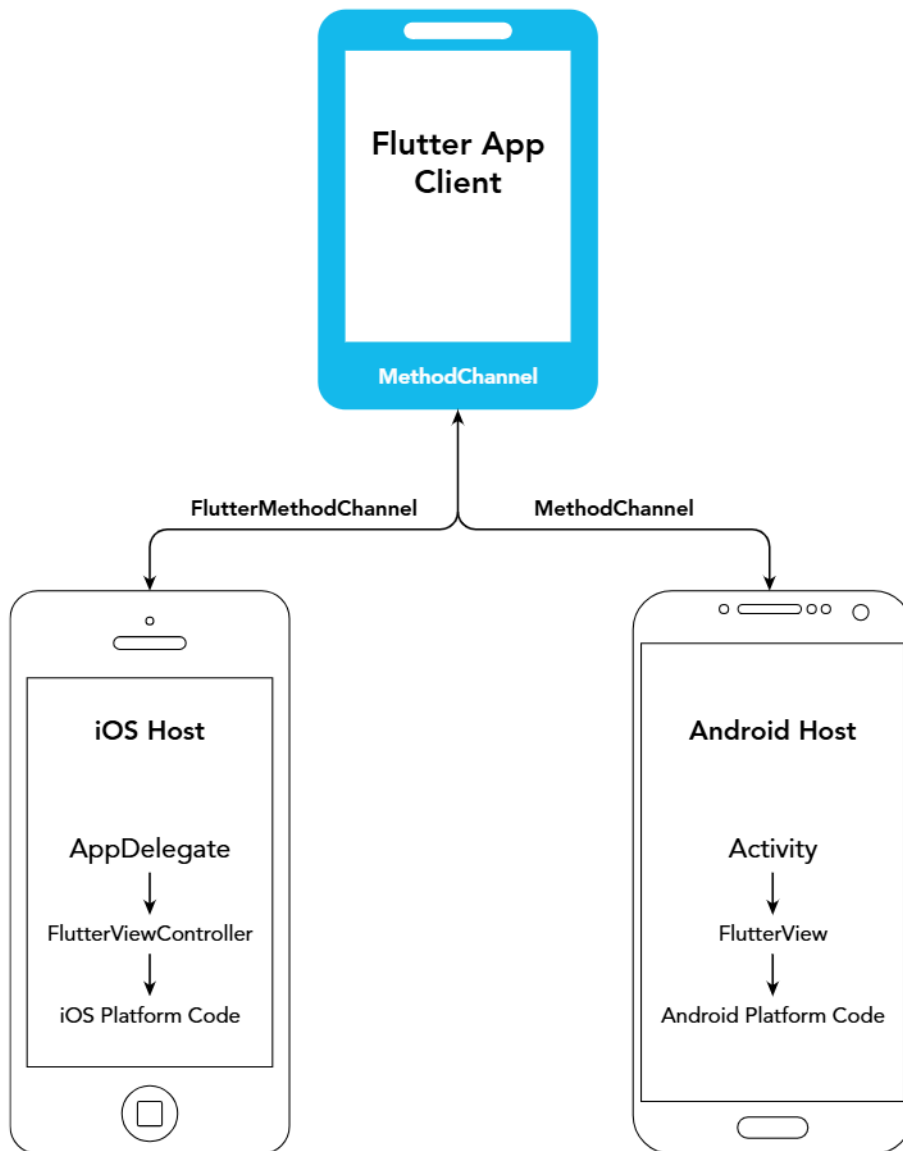 Flutter App
Client
MethodChannel
FlutterMethodChannel
MethodChannel
iOS Host
AppDelegate
FlutterViewController
iOS Platform Code
Android Host
Activity
FlutterView
Android Platform Code